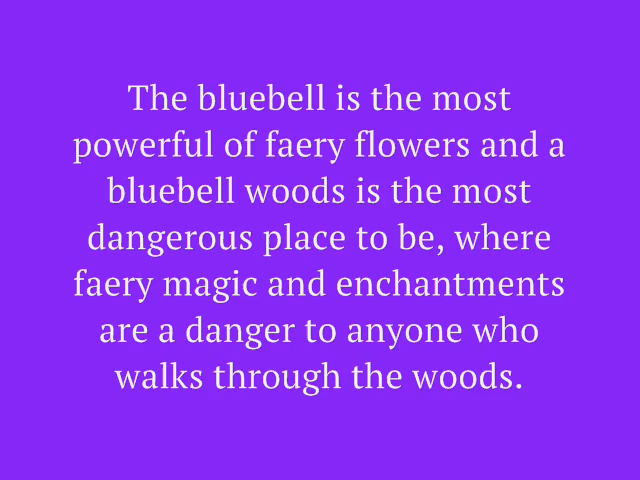 The bluebell is the most
powerful of faery flowers and a
bluebell woods is the most
dangerous place to be, where
faery magic and enchantments
are a danger to anyone who
walks through the woods.